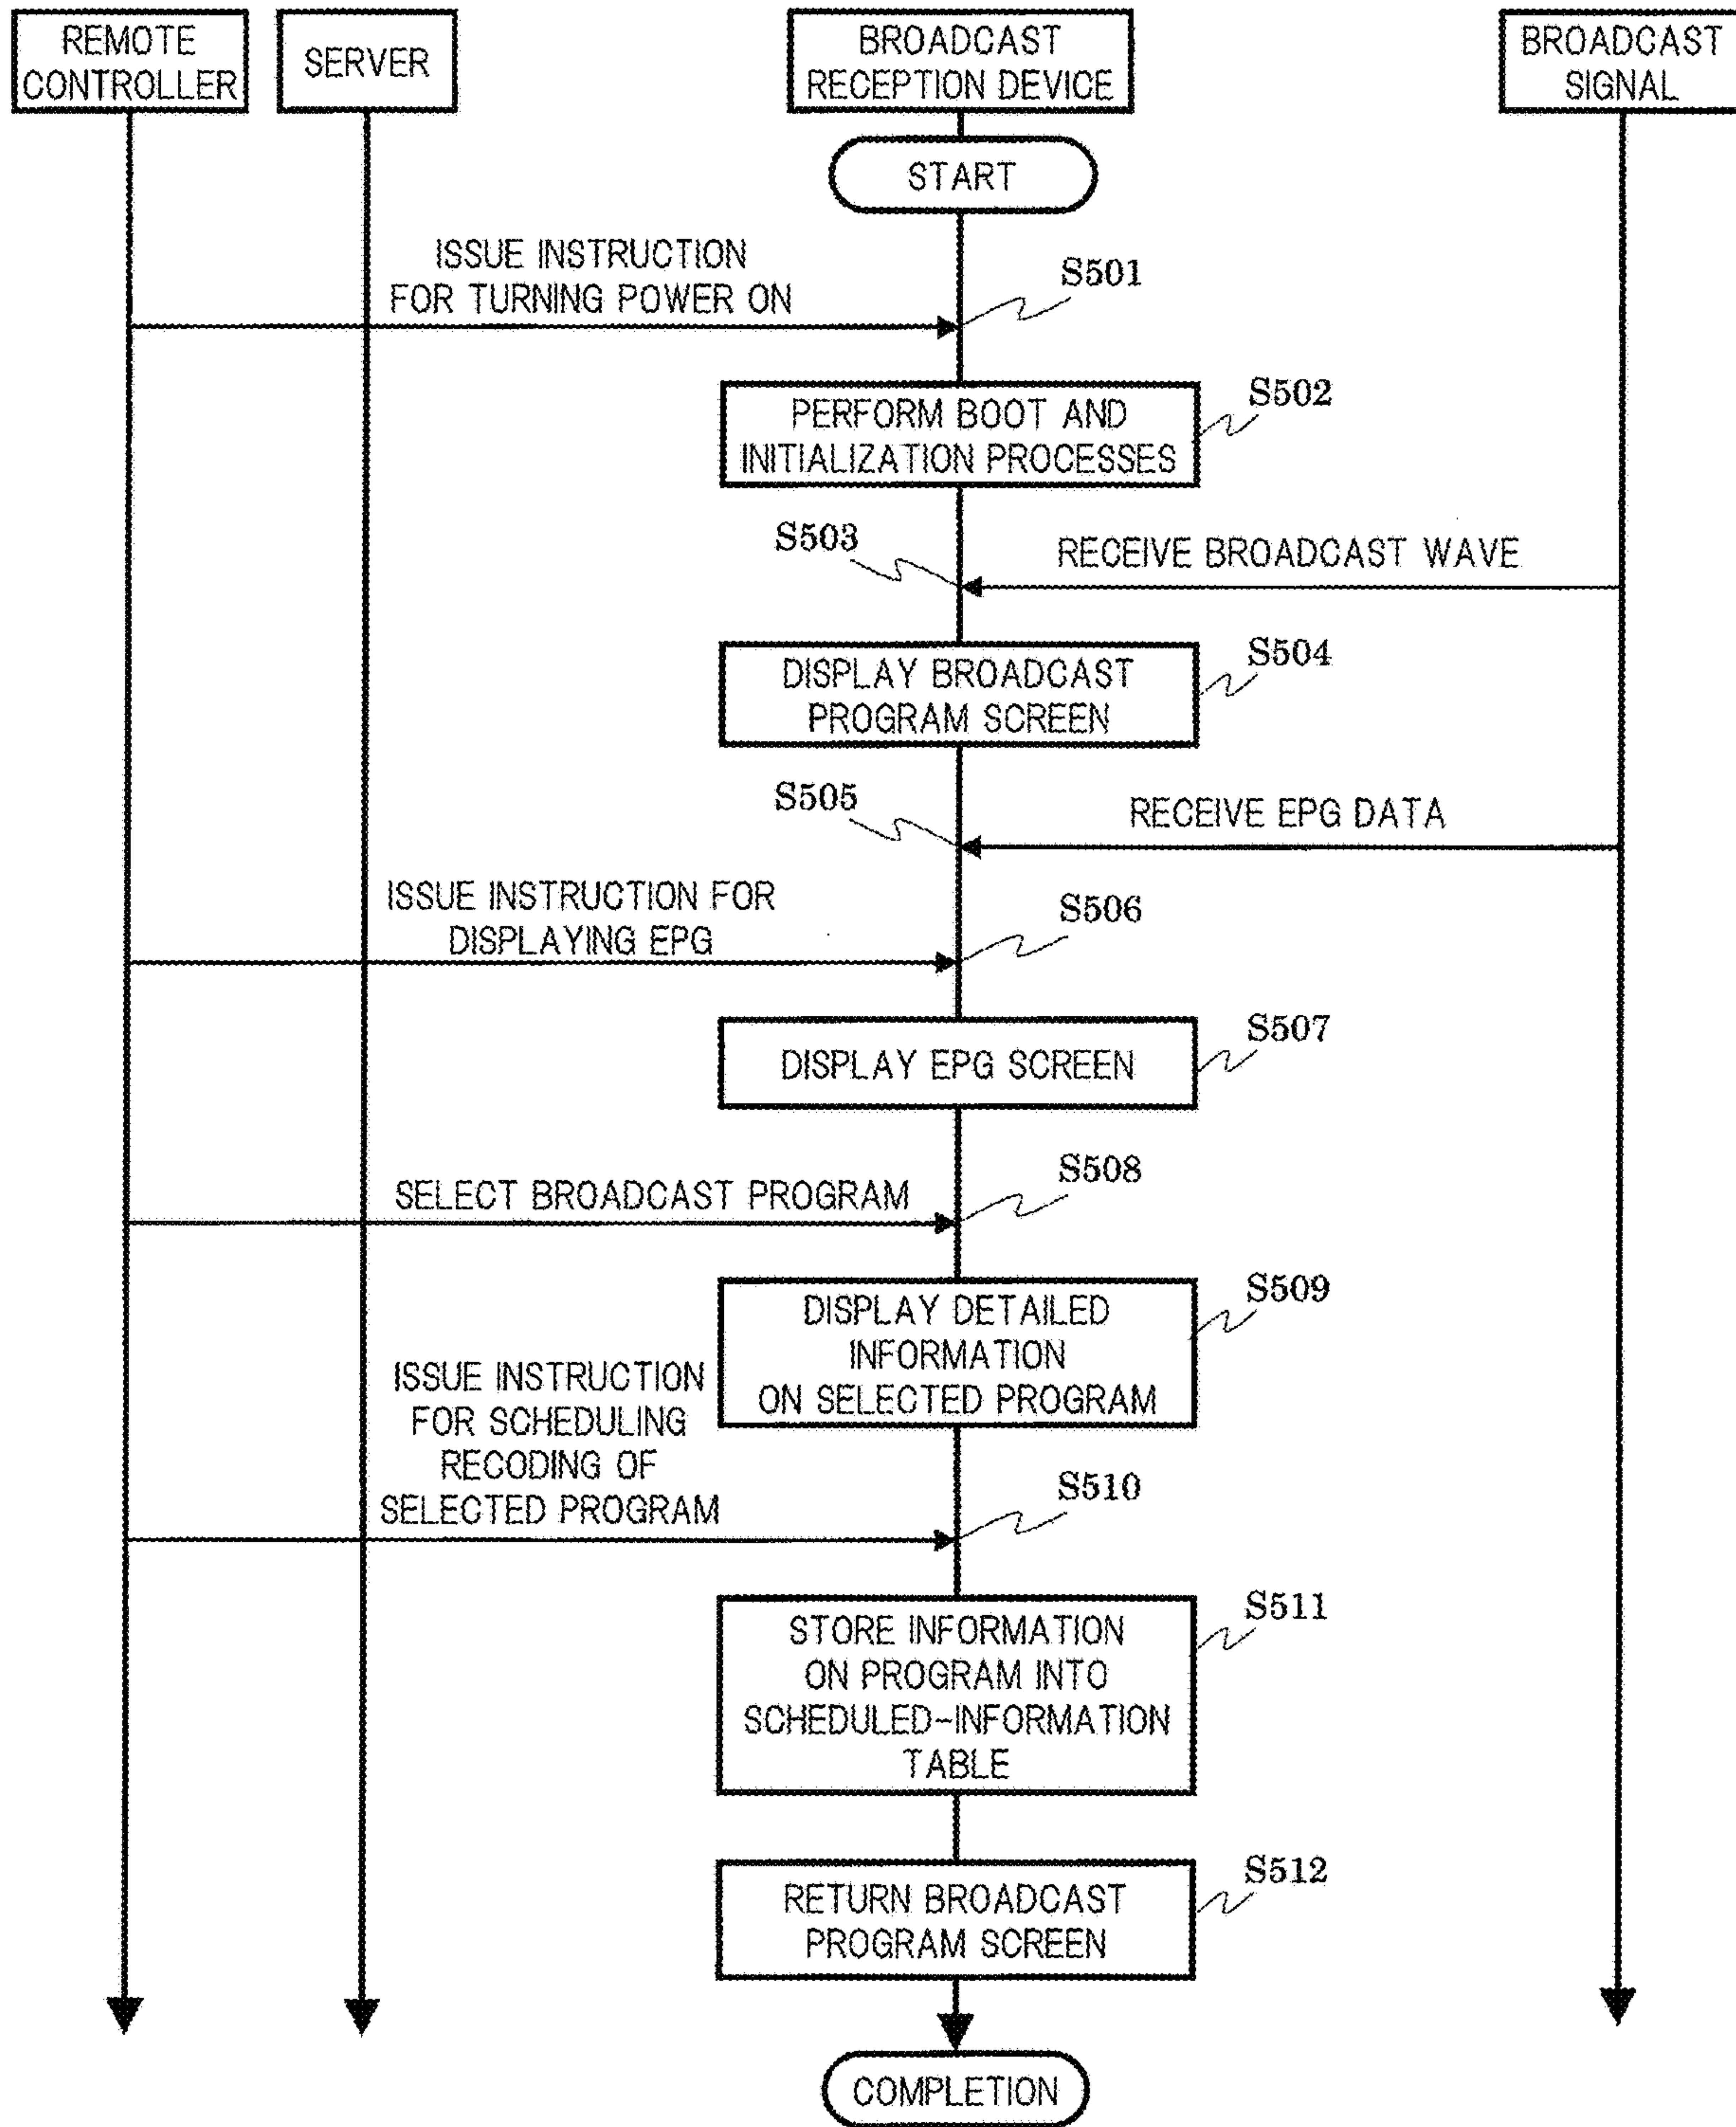 REMOTE
CONTROLLER
SERVER
BROADCAST
RECEPTION DEVICE
BROADCAST
SIGNAL
START
ISSUE INSTRUCTION
FOR TURNING POWER ON
S501
PERFORM BOOT AND
INITIALIZATION PROCESSES
S502
S503
RECEIVE BROADCAST WAVE
DISPLAY BROADCAST
PROGRAM SCREEN
S504
S505
RECEIVE EPG DATA
ISSUE INSTRUCTION FOR
DISPLAYING EPG
S506
DISPLAY EPG SCREEN
S507
SELECT BROADCAST PROGRAM
S508
DISPLAY DETAILED
INFORMATION
ON SELECTED PROGRAM
S509
ISSUE INSTRUCTION
FOR SCHEDULING
RECODING OF
SELECTED PROGRAM
S510
STORE INFORMATION
ON PROGRAM INTO
SCHEDULED-INFORMATION
TABLE
S511
RETURN BROADCAST
PROGRAM SCREEN
S512
COMPLETION